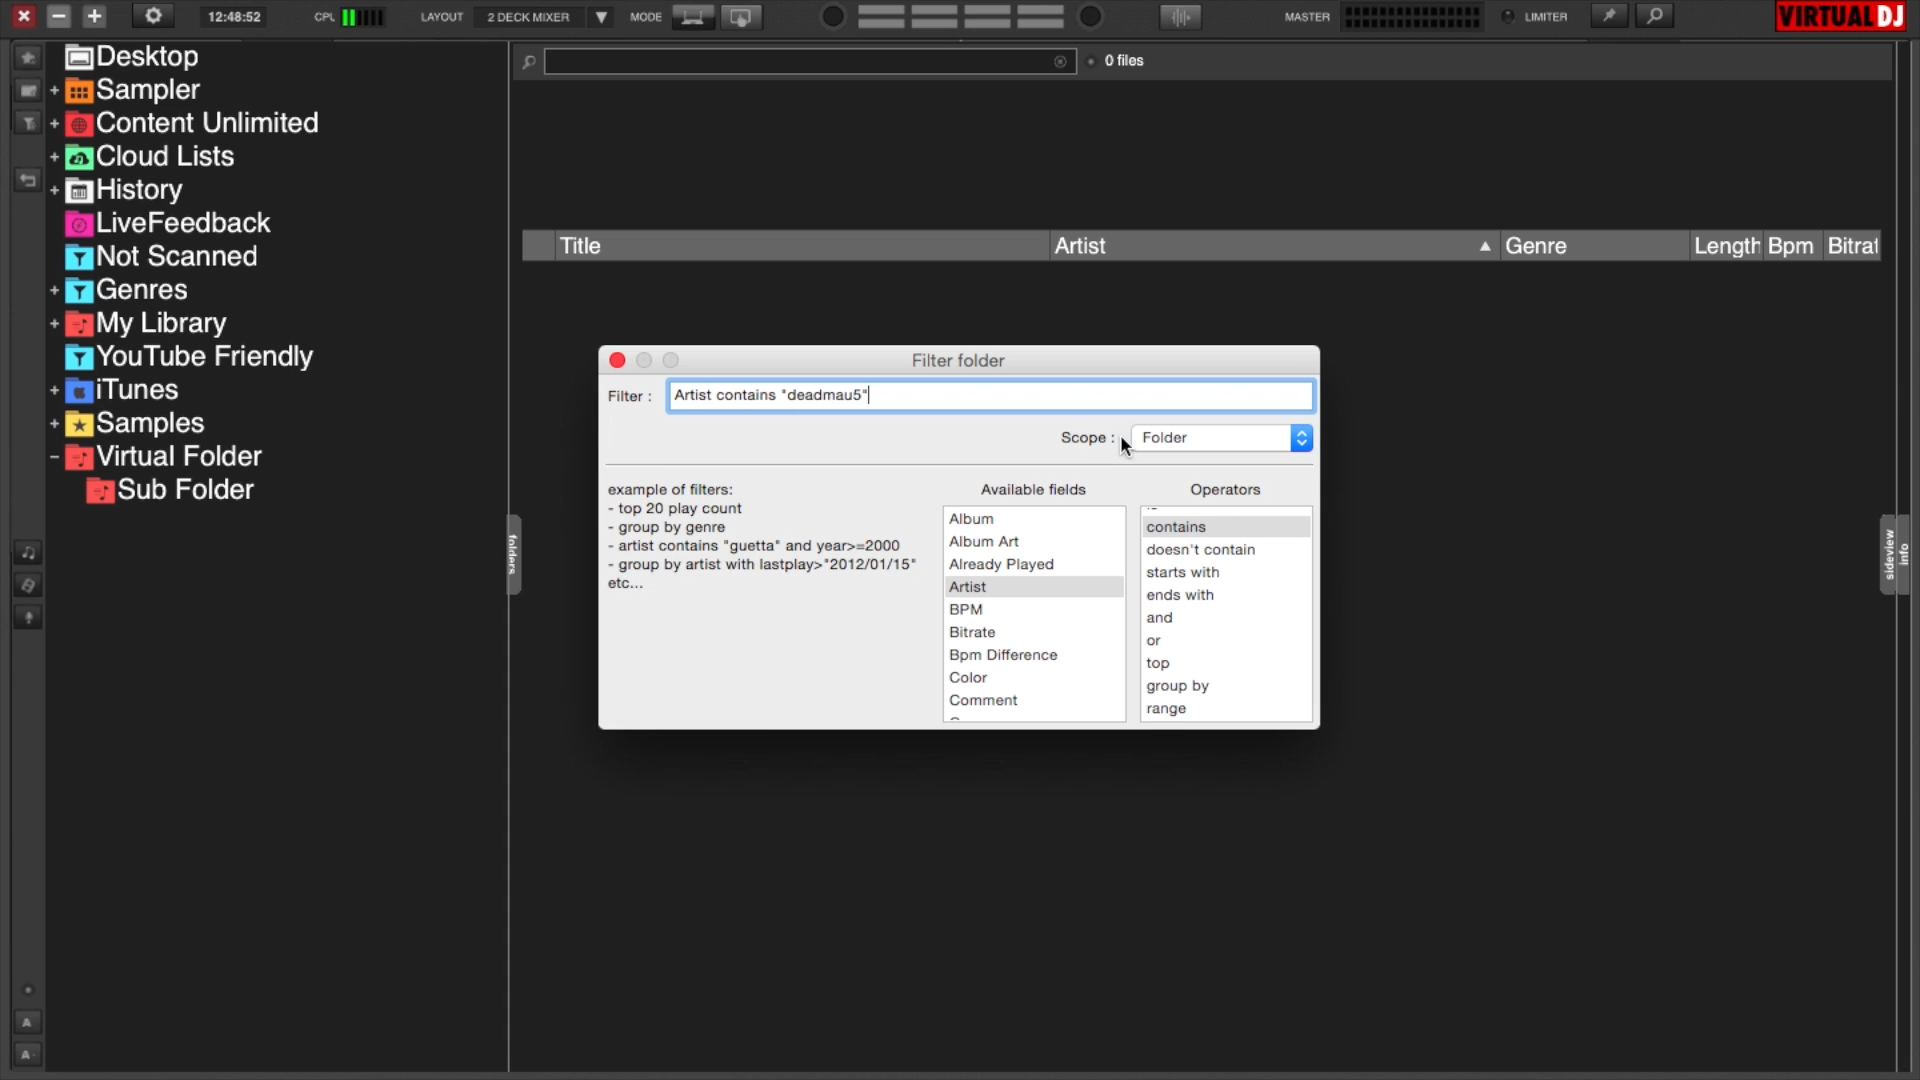 12:48:52
CPL
LAYOUT
2 DECK MIXER
MODE
MASTER
LIMITER
VIRTUALDJ
Desktop
+ Sampler
+ Content Unlimited
+ Cloud Lists
+ History
LiveFeedback
Not Scanned
+ Genres
+ My Library
YouTube Friendly
+ iTunes
+ Samples
- Virtual Folder
Sub Folder
0 files
Title
Artist
Genre
Length
Bpm
Bitrat
folders
sideview
info
Filter folder
Filter :
Artist contains "deadmau5"
Scope :
Folder
example of filters:
- top 20 play count
- group by genre
- artist contains "guetta" and year>=2000
- group by artist with lastplay>"2012/01/15"
etc...
Available fields
Album
Album Art
Already Played
Artist
BPM
Bitrate
Bpm Difference
Color
Comment
Operators
contains
doesn't contain
starts with
ends with
and
or
top
group by
range
A
A